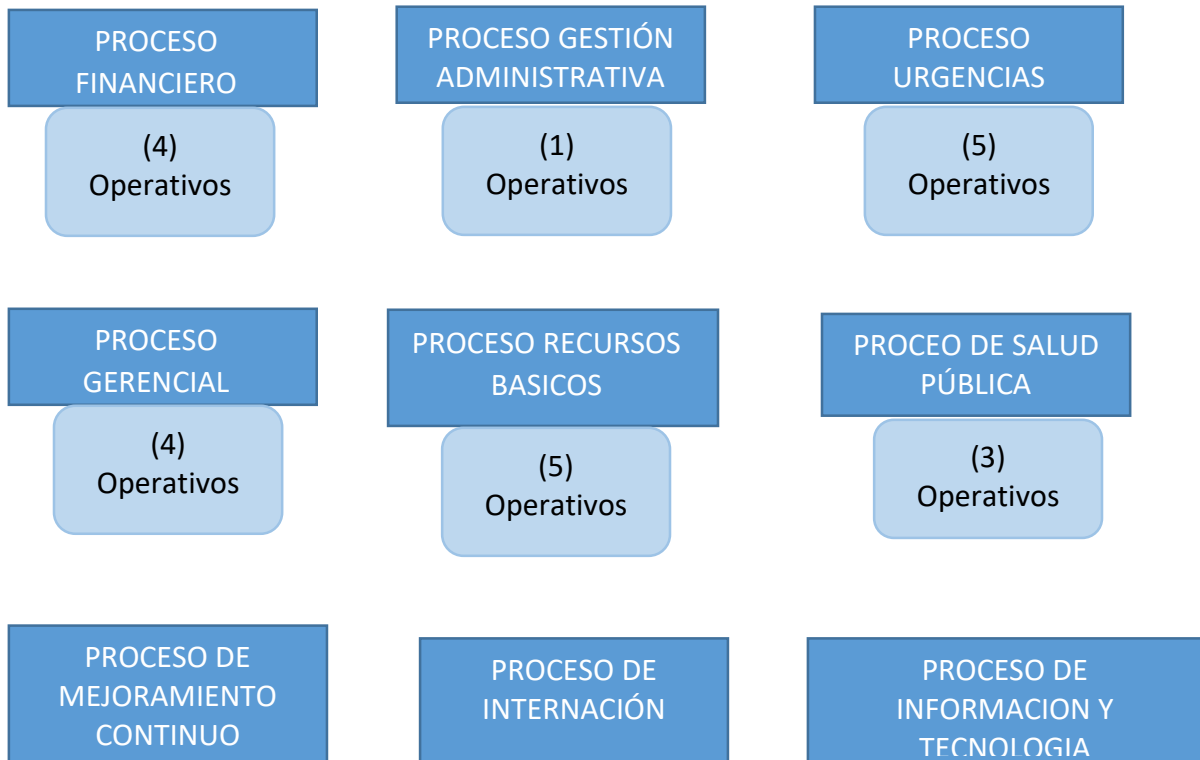 PROCESO
FINANCIERO
(4)
Operativos
PROCESO GESTIÓN
ADMINISTRATIVA
(1)
Operativos
PROCESO
URGENCIAS
(5)
Operativos
PROCESO
GERENCIAL
(4)
Operativos
PROCESO RECURSOS
BASICOS
(5)
Operativos
PROCEO DE SALUD
PÚBLICA
(3)
Operativos
PROCESO DE
MEJORAMIENTO
CONTINUO
PROCESO DE
INTERNACIÓN
PROCESO DE
INFORMACION Y
TECNOLOGIA